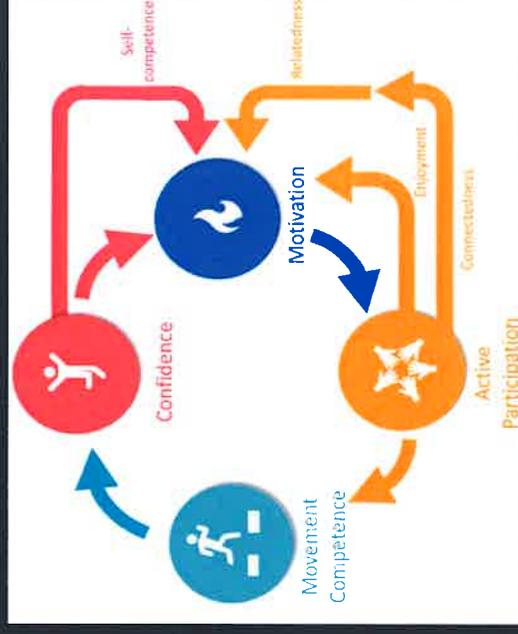 Confidence
Self-
competence
Motivation
Relatedness
Enjoyment
Connectedness
Active
Participation
Movement
Competence